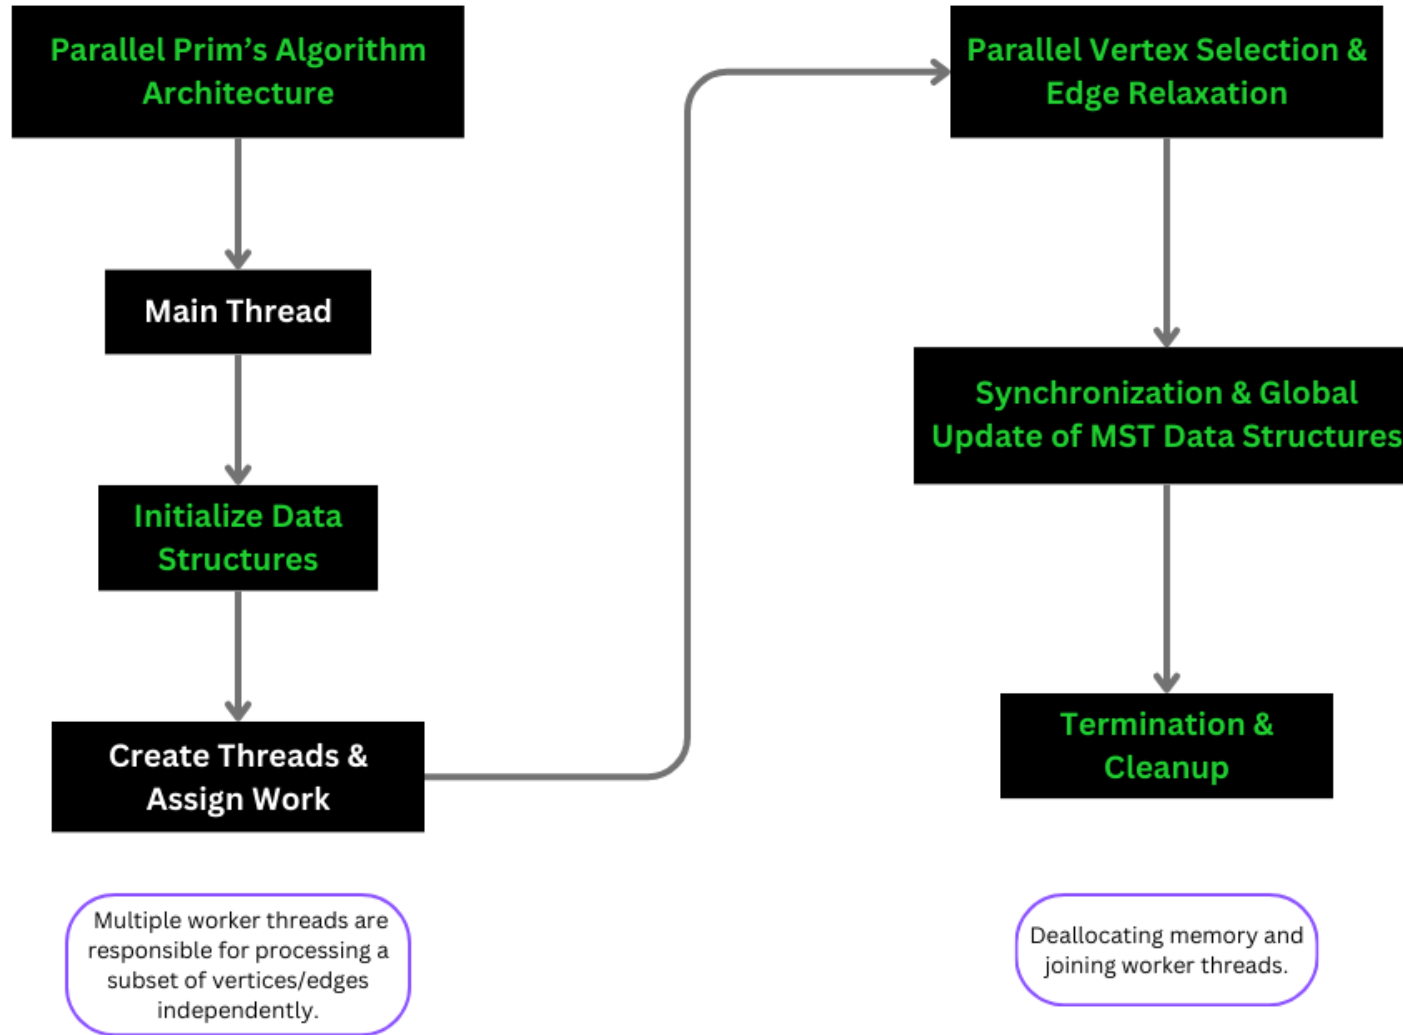 Parallel Prim’s Algorithm
Architecture
Main Thread
Initialize Data
Structures
Create Threads &
Assign Work
Multiple worker threads are
responsible for processing a
subset of vertices/edges
independently.
Parallel Vertex Selection &
Edge Relaxation
Synchronization & Global
Update of MST Data Structures
Termination &
Cleanup
Deallocating memory and
joining worker threads.